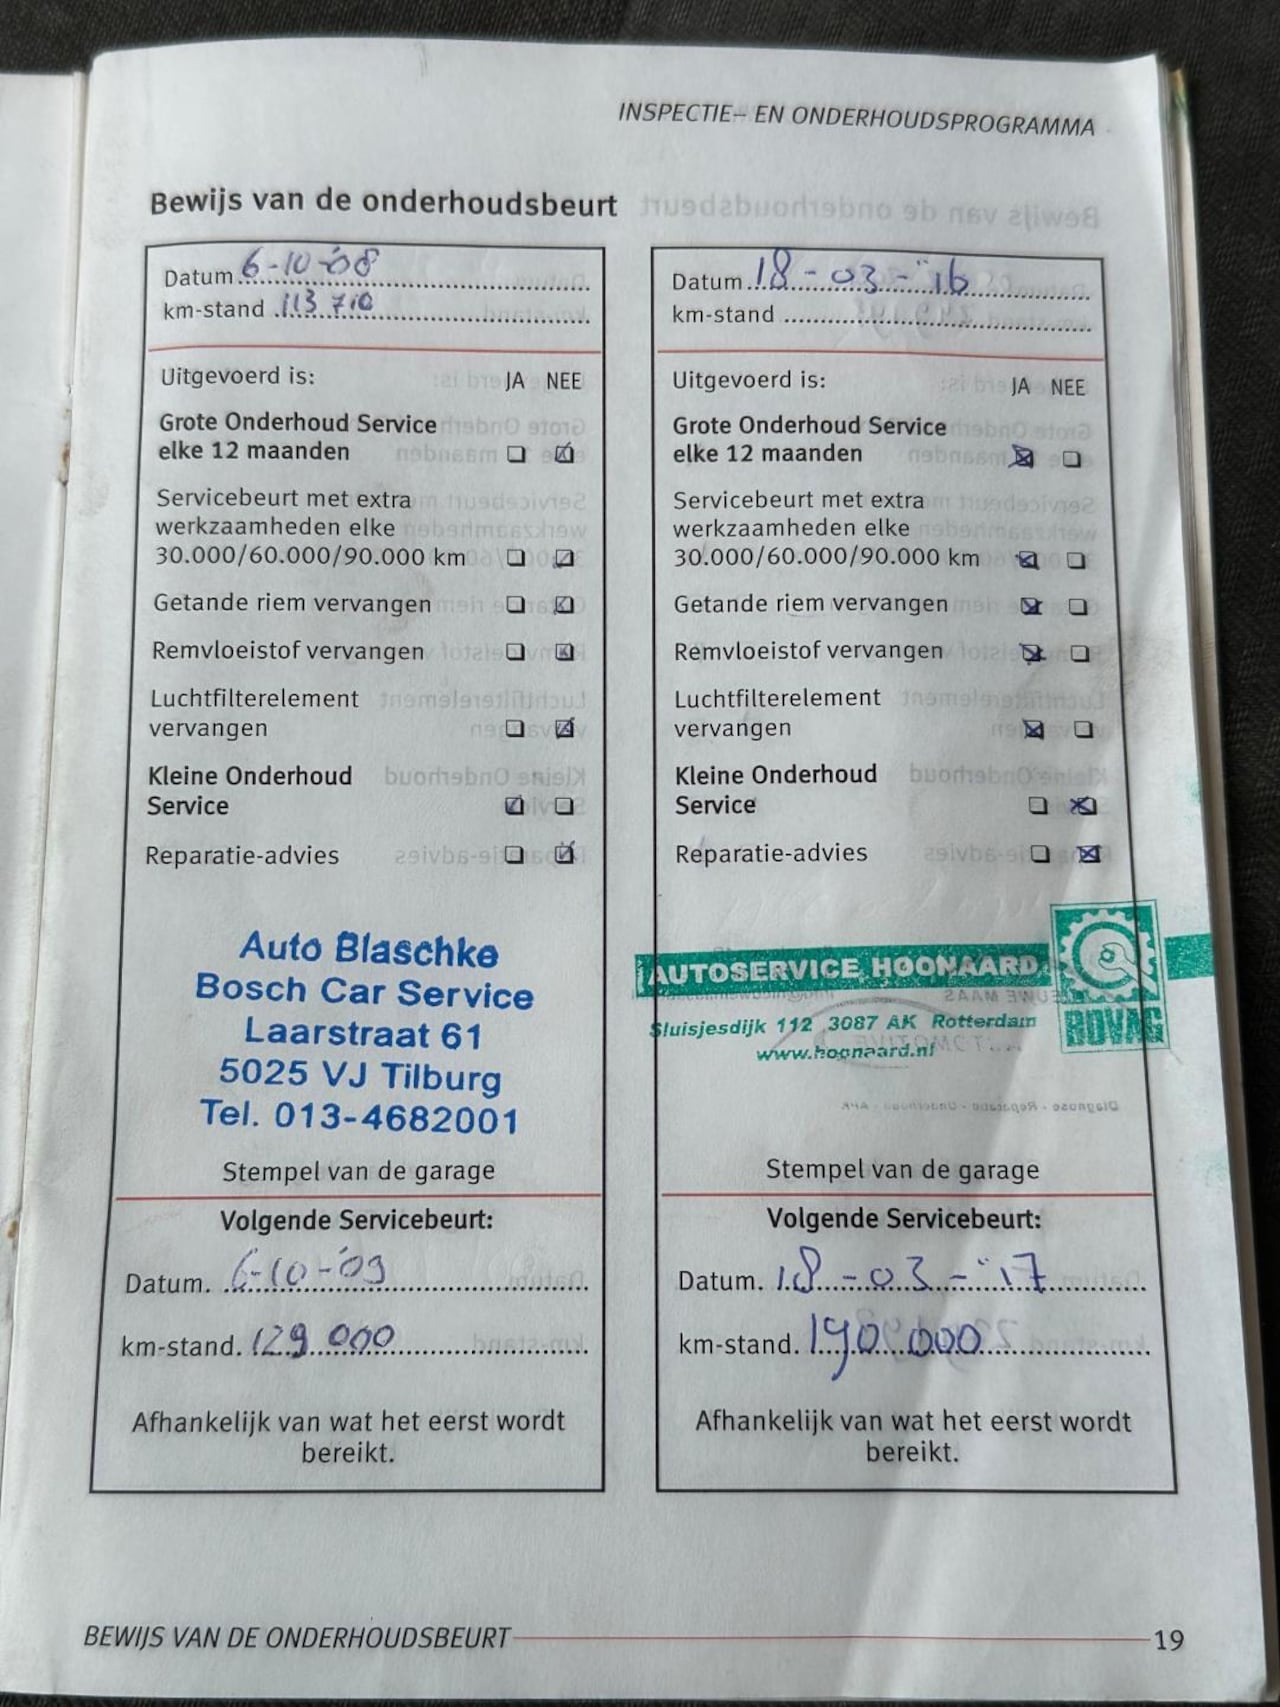 INSPECTIE– EN ONDERHOUDSPROGRAMMA
Bewijs van de onderhoudsbeurt
Datum 6-10-'08
km-stand 113 710
Uitgevoerd is: JA NEE
Grote Onderhoud Service
elke 12 maanden
Servicebeurt met extra
werkzaamheden elke
30.000/60.000/90.000 km
Getande riem vervangen
Remvloeistof vervangen
Luchtfilterelement
vervangen
Kleine Onderhoud
Service
Reparatie-advies
Auto Blaschke
Bosch Car Service
Laarstraat 61
5025 VJ Tilburg
Tel. 013-4682001
Stempel van de garage
Volgende Servicebeurt:
Datum. 6-10-'09
km-stand. 129 000
Afhankelijk van wat het eerst wordt
bereikt.
Datum 18-03-"16
km-stand
Uitgevoerd is: JA NEE
Grote Onderhoud Service
elke 12 maanden
Servicebeurt met extra
werkzaamheden elke
30.000/60.000/90.000 km
Getande riem vervangen
Remvloeistof vervangen
Luchtfilterelement
vervangen
Kleine Onderhoud
Service
Reparatie-advies
AUTOSERVICE HOONAARD
Sluisjesdijk 112 3087 AK Rotterdam
www.hoonaard.nl
BOVAG
Stempel van de garage
Volgende Servicebeurt:
Datum. 18-03-"17
km-stand. 190.000
Afhankelijk van wat het eerst wordt
bereikt.
BEWIJS VAN DE ONDERHOUDSBEURT 19